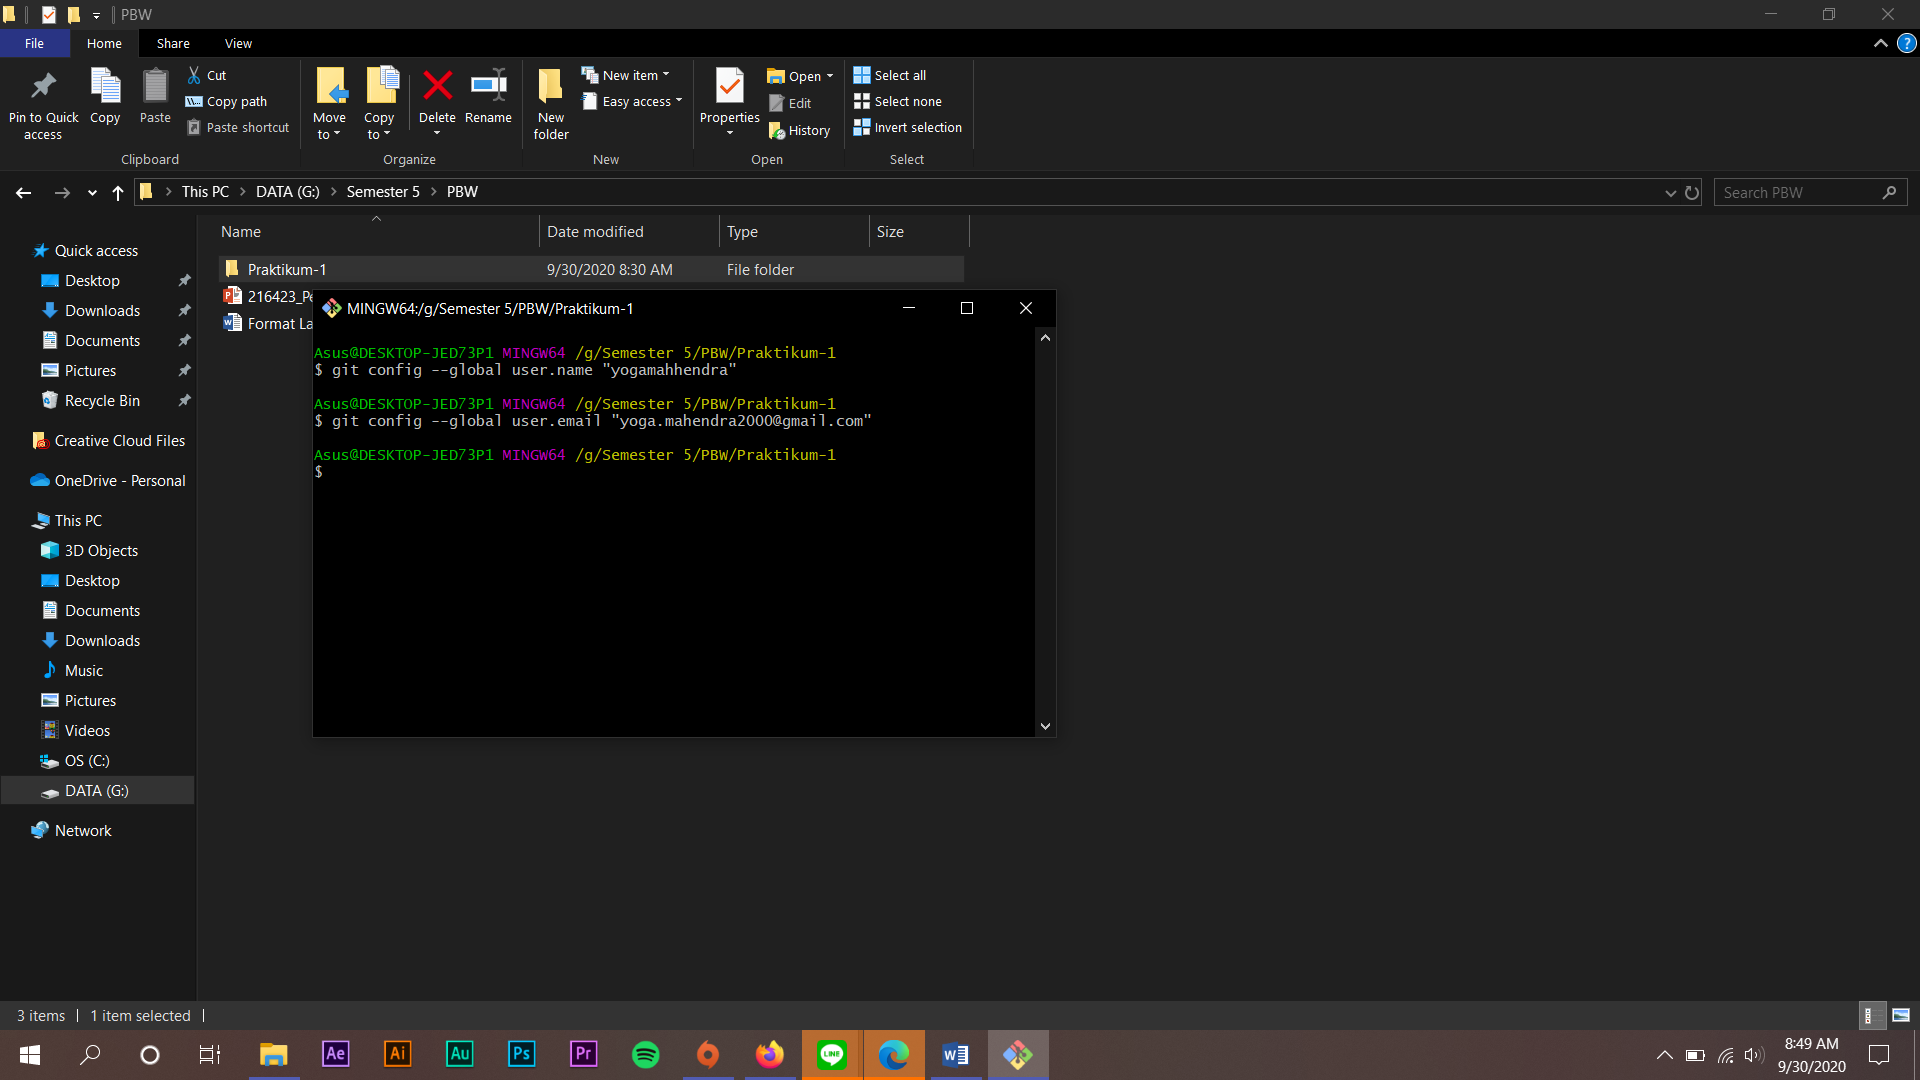 PBW
File Home Share View
Pin to Quick access
Copy
Paste
Cut
Copy path
Paste shortcut
Clipboard
Move to
Copy to
Delete
Rename
Organize
New folder
New item
Easy access
New
Properties
Open
Edit
History
Open
Select all
Select none
Invert selection
Select
This PC > DATA (G:) > Semester 5 > PBW
Search PBW
Name Date modified Type Size
Praktikum-1 9/30/2020 8:30 AM File folder
216423_Pe
Format La
Quick access
Desktop
Downloads
Documents
Pictures
Recycle Bin
Creative Cloud Files
OneDrive - Personal
This PC
3D Objects
Desktop
Documents
Downloads
Music
Pictures
Videos
OS (C:)
DATA (G:)
Network
MINGW64:/g/Semester 5/PBW/Praktikum-1
Asus@DESKTOP-JED73P1 MINGW64 /g/Semester 5/PBW/Praktikum-1
$ git config --global user.name "yogamahhendra"
Asus@DESKTOP-JED73P1 MINGW64 /g/Semester 5/PBW/Praktikum-1
$ git config --global user.email "yoga.mahendra2000@gmail.com"
Asus@DESKTOP-JED73P1 MINGW64 /g/Semester 5/PBW/Praktikum-1
$
3 items 1 item selected
Ae Ai Au Ps Pr LINE W
8:49 AM
9/30/2020